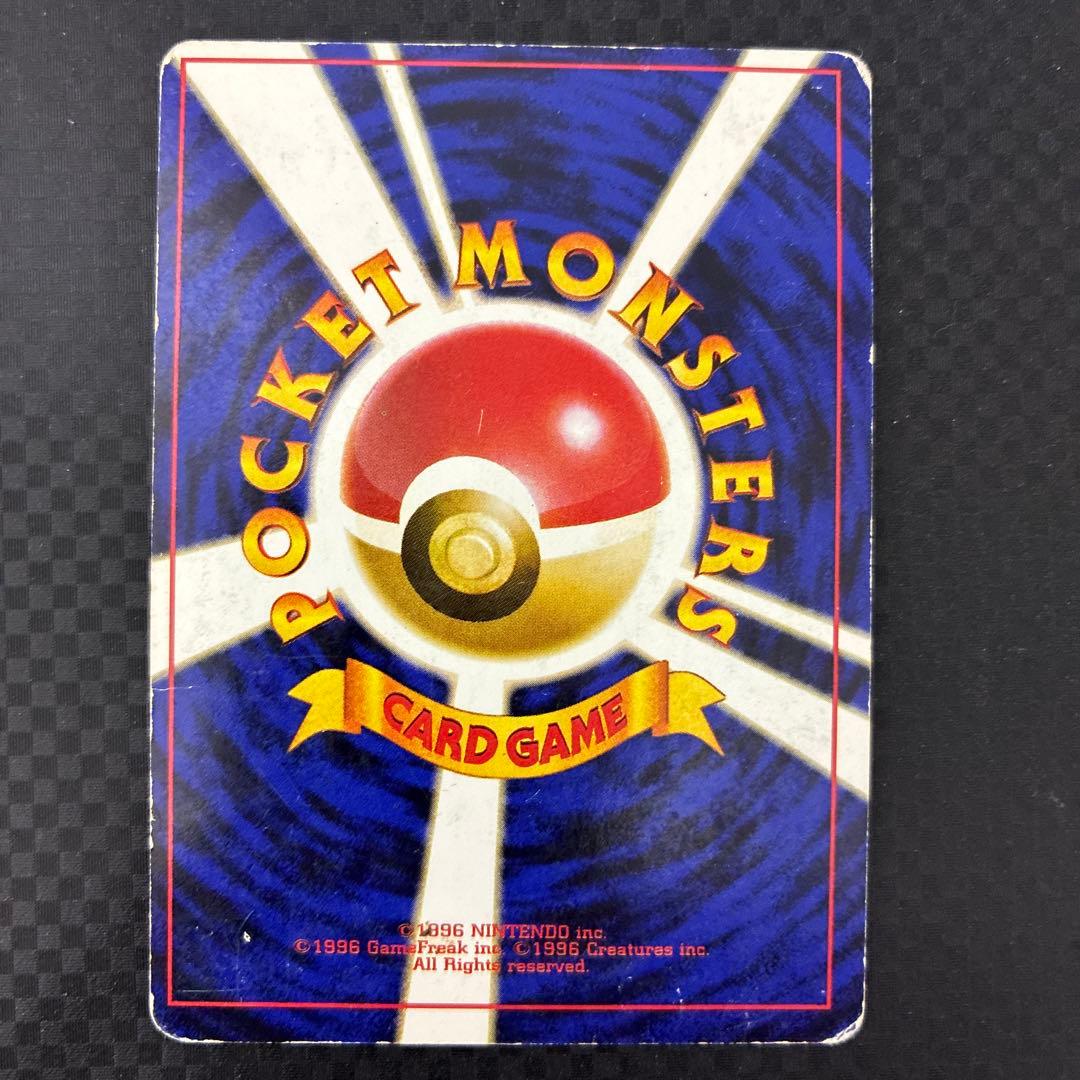 POCKET MONSTERS
CARD GAME
©1996 NINTENDO inc.
©1996 GameFreak inc. ©1996 Creatures inc.
All Rights reserved.